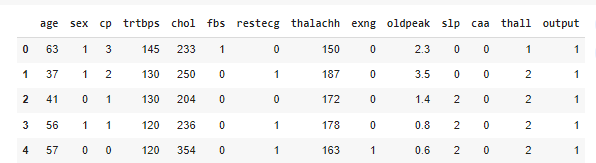 age sex cp trtbps chol fbs restecg thalachh exng oldpeak slp caa thall output
0 63 1 3 145 233 1 0 150 0 2.3 0 0 1 1
1 37 1 2 130 250 0 1 187 0 3.5 0 0 2 1
2 41 0 1 130 204 0 0 172 0 1.4 2 0 2 1
3 56 1 1 120 236 0 1 178 0 0.8 2 0 2 1
4 57 0 0 120 354 0 1 163 1 0.6 2 0 2 1